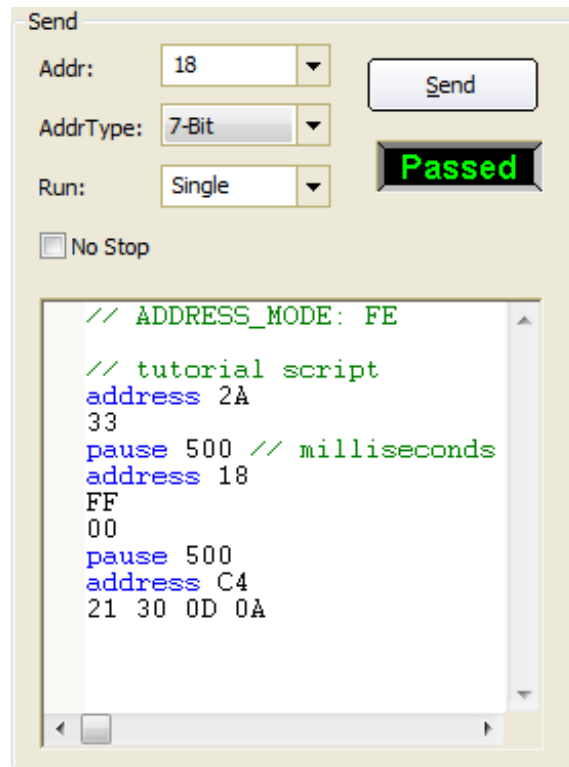 Send
Addr: 18
Send
AddrType: 7-Bit
Passed
Run: Single
No Stop
// ADDRESS_MODE: FE
// tutorial script
address 2A
33
pause 500 // milliseconds
address 18
FF
00
pause 500
address C4
21 30 0D 0A